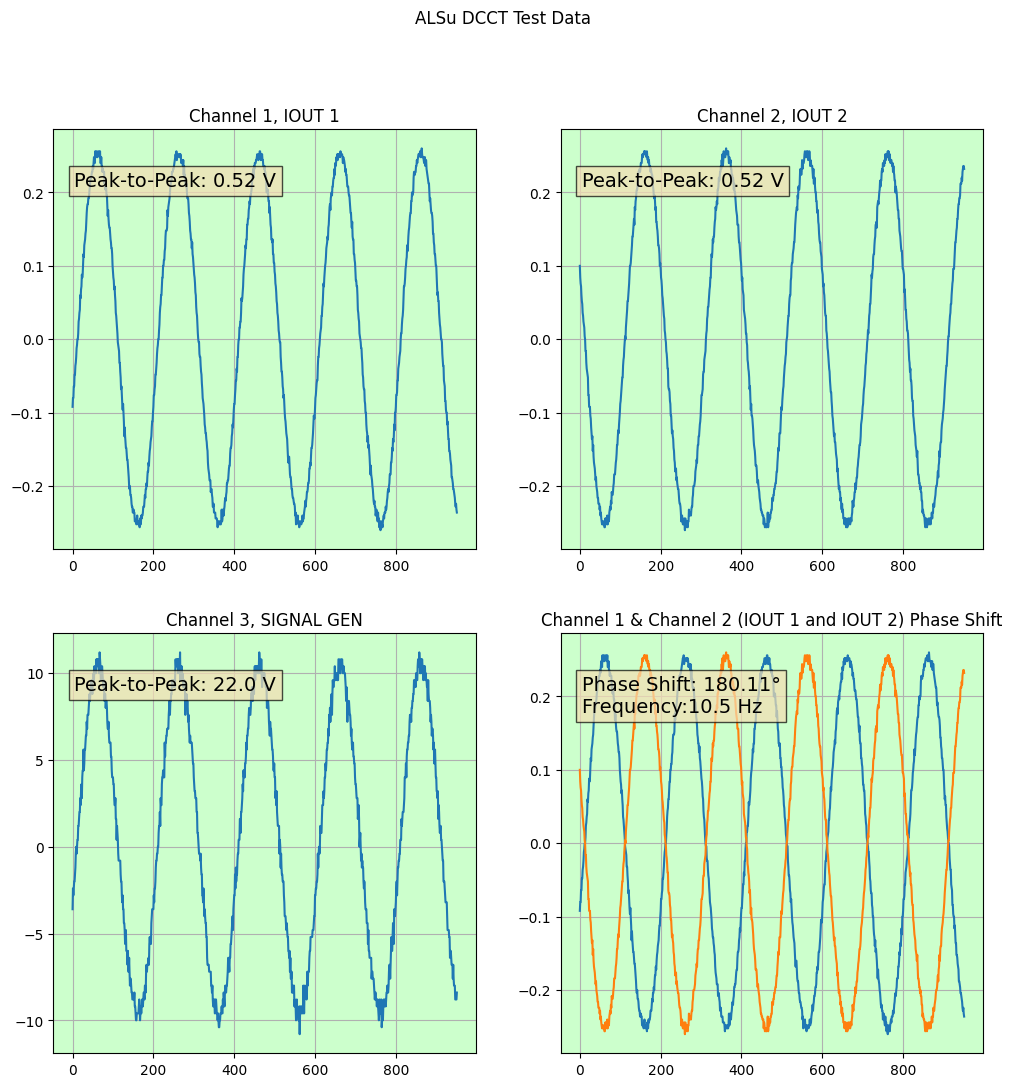 ALSu DCCT Test Data
Channel 1, IOUT 1
Peak-to-Peak: 0.52 V
0.2
0.1
0.0
−0.1
−0.2
0 200 400 600 800
Channel 2, IOUT 2
Peak-to-Peak: 0.52 V
0.2
0.1
0.0
−0.1
−0.2
0 200 400 600 800
Channel 3, SIGNAL GEN
Peak-to-Peak: 22.0 V
10
5
0
−5
−10
0 200 400 600 800
Channel 1 & Channel 2 (IOUT 1 and IOUT 2) Phase Shift
Phase Shift: 180.11°
Frequency:10.5 Hz
0.2
0.1
0.0
−0.1
−0.2
0 200 400 600 800